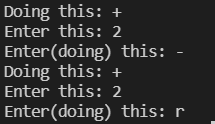 Doing this: +
Enter this: 2
Enter(doing) this: -
Doing this: +
Enter this: 2
Enter(doing) this: r